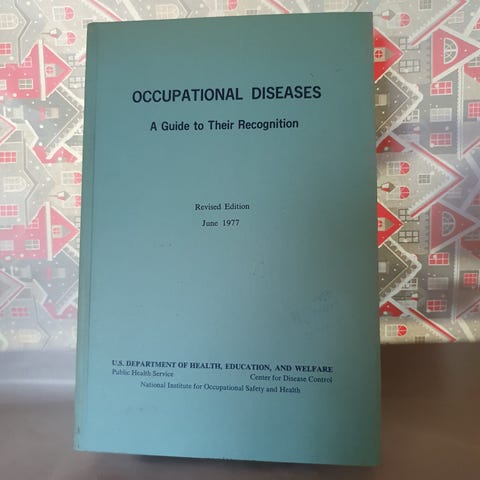 OCCUPATIONAL DISEASES
A Guide to Their Recognition
Revised Edition
June 1977
U.S. DEPARTMENT OF HEALTH, EDUCATION, AND WELFARE
Public Health Service Center for Disease Control
National Institute for Occupational Safety and Health